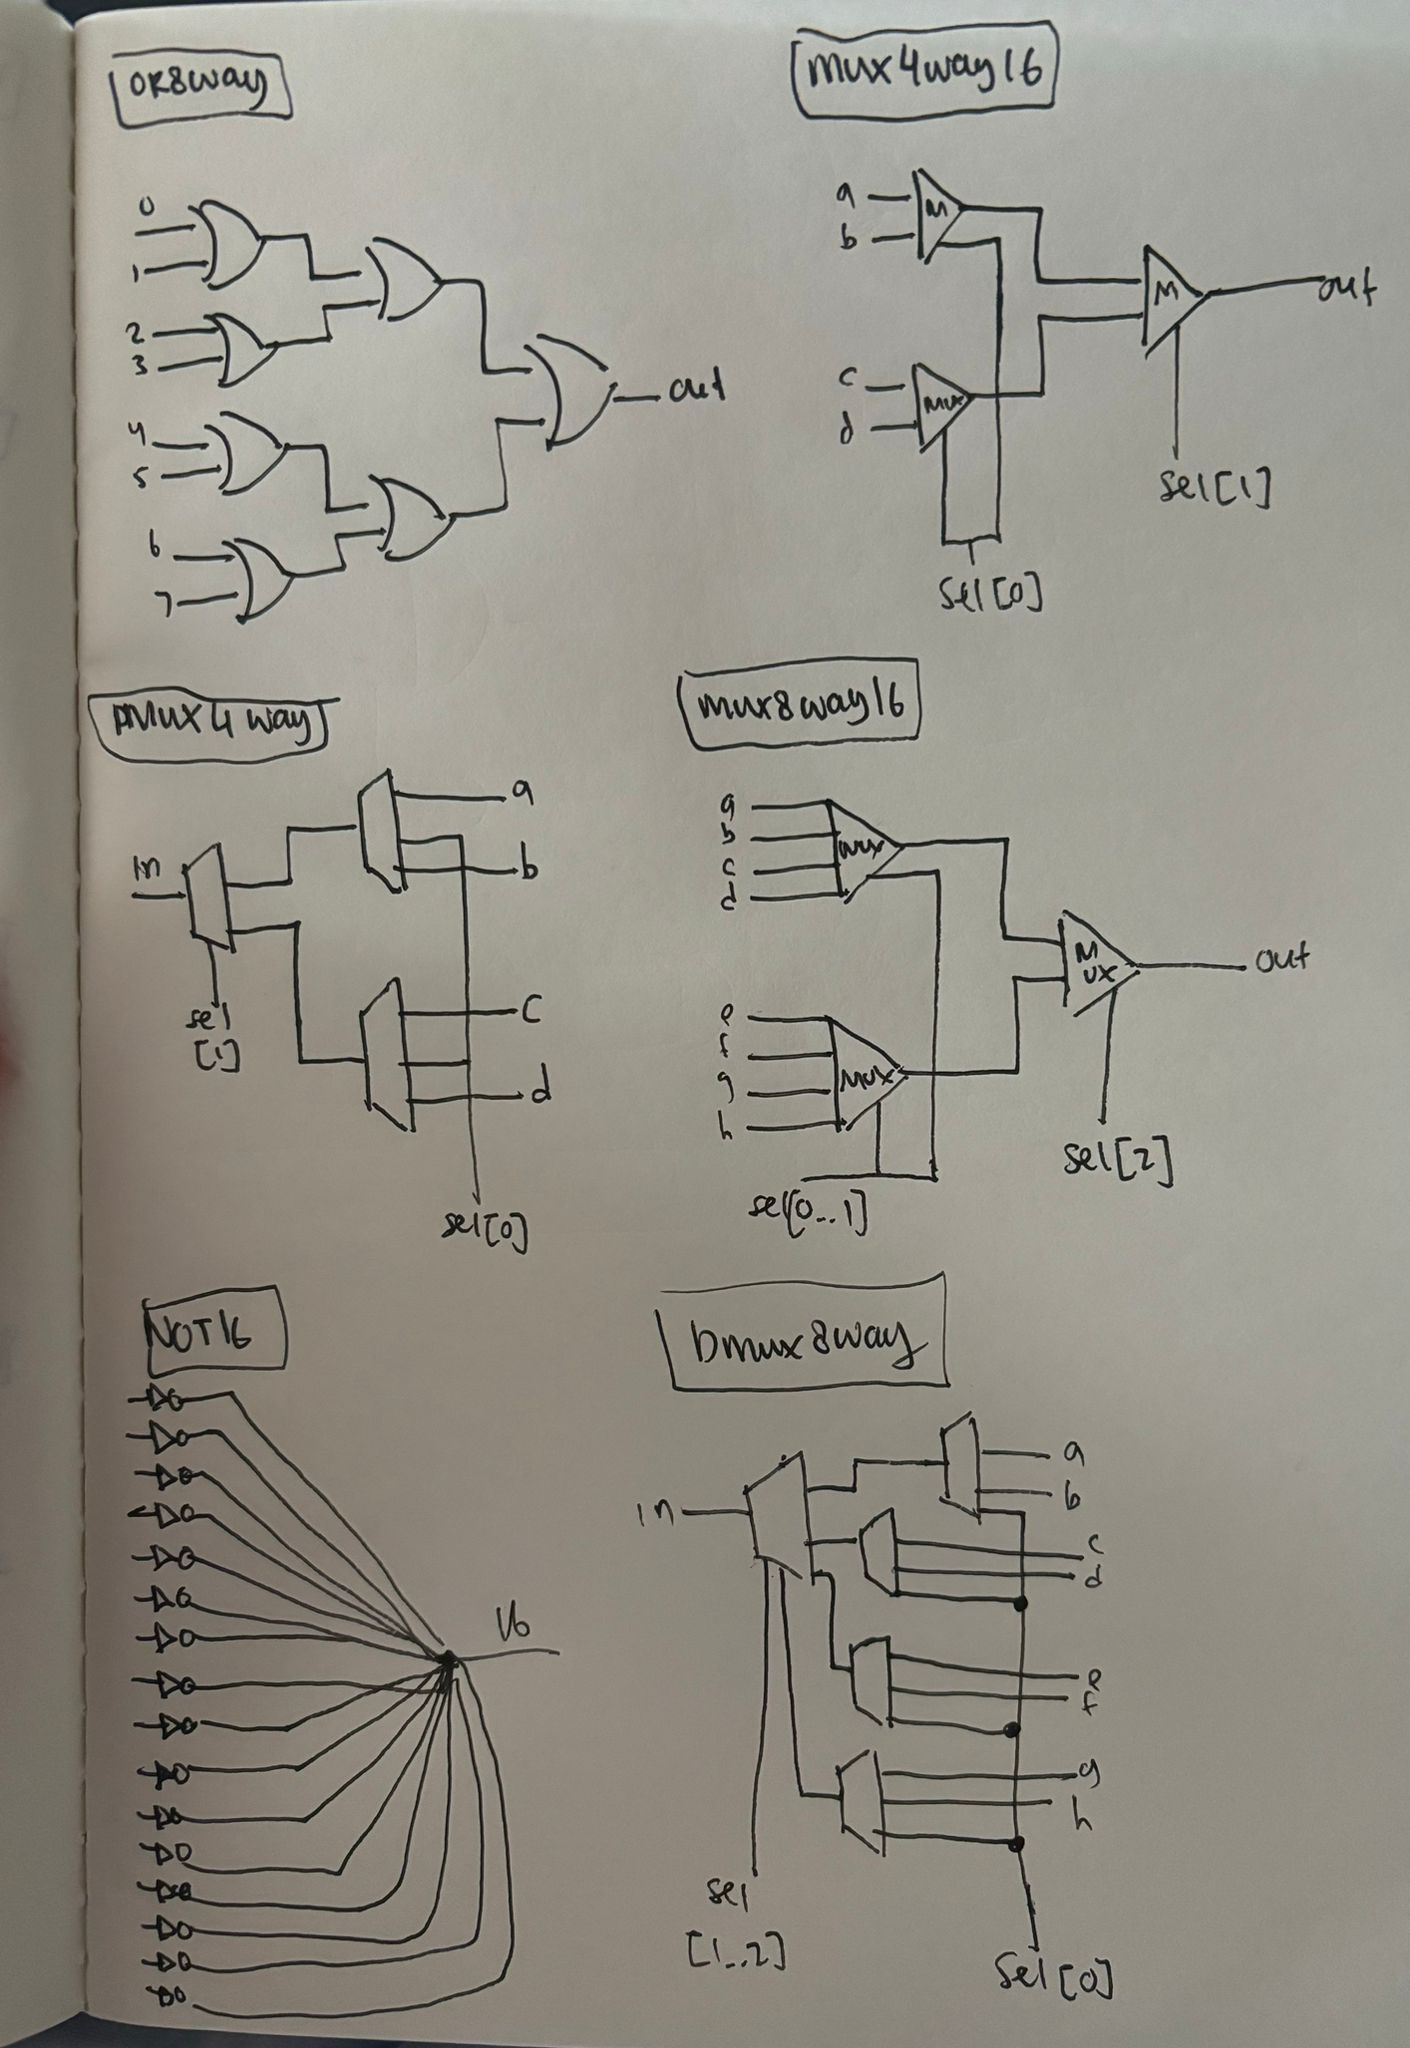 OR8way
0
1
2
3
4
5
6
7
out
Mux4way16
a
b
c
d
M
Mux
M
out
sel[1]
sel[0]
DMUX4way
in
sel
[1]
a
b
c
d
sel[0]
Mux8way16
a
b
c
d
mux
e
f
g
h
MUX
M
UX
out
sel[2]
sel[0..1]
NOT16
16
Dmux8way
in
a
b
c
d
e
f
g
h
sel
[1..2]
sel[0]